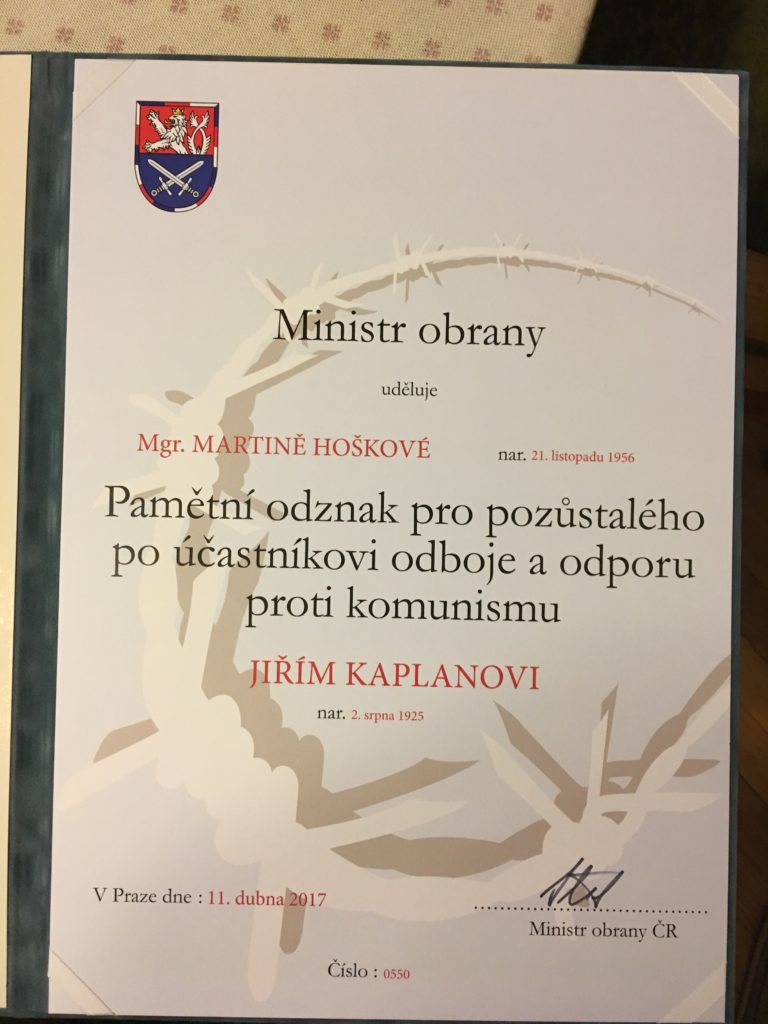 Ministr obrany
uděluje
Mgr. MARTINĚ HOŠKOVÉ nar. 21. listopadu 1956
Pamětní odznak pro pozůstalého
po účastníkovi odboje a odporu
proti komunismu
JIŘÍM KAPLANOVI
nar. 2. srpna 1925
V Praze dne : 11. dubna 2017
Ministr obrany ČR
Číslo : 0550